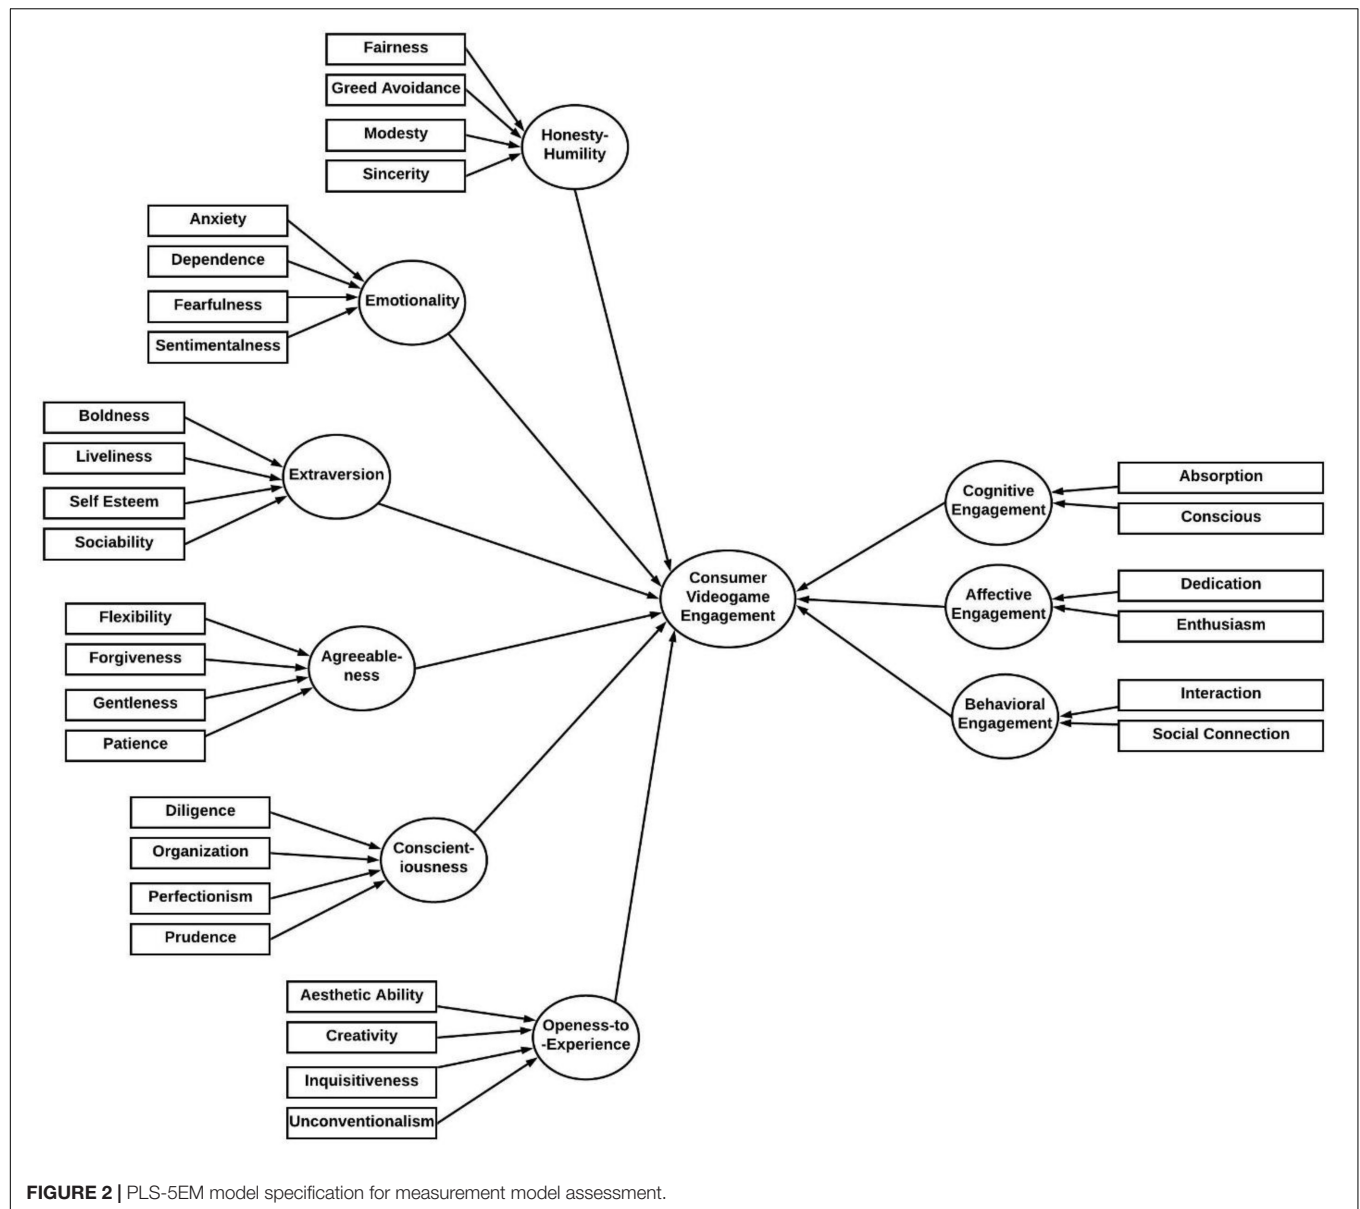 Fairness
Greed Avoidance
Modesty
Sincerity
Honesty-
Humility
Anxiety
Dependence
Fearfulness
Sentimentalness
Emotionality
Boldness
Liveliness
Self Esteem
Sociability
Extraversion
Flexibility
Forgiveness
Gentleness
Patience
Agreeable-
ness
Diligence
Organization
Perfectionism
Prudence
Conscient-
iousness
Aesthetic Ability
Creativity
Inquisitiveness
Unconventionalism
Openess-to
-Experience
Consumer
Videogame
Engagement
Cognitive
Engagement
Affective
Engagement
Behavioral
Engagement
Absorption
Conscious
Dedication
Enthusiasm
Interaction
Social Connection
FIGURE 2 | PLS-5EM model specification for measurement model assessment.